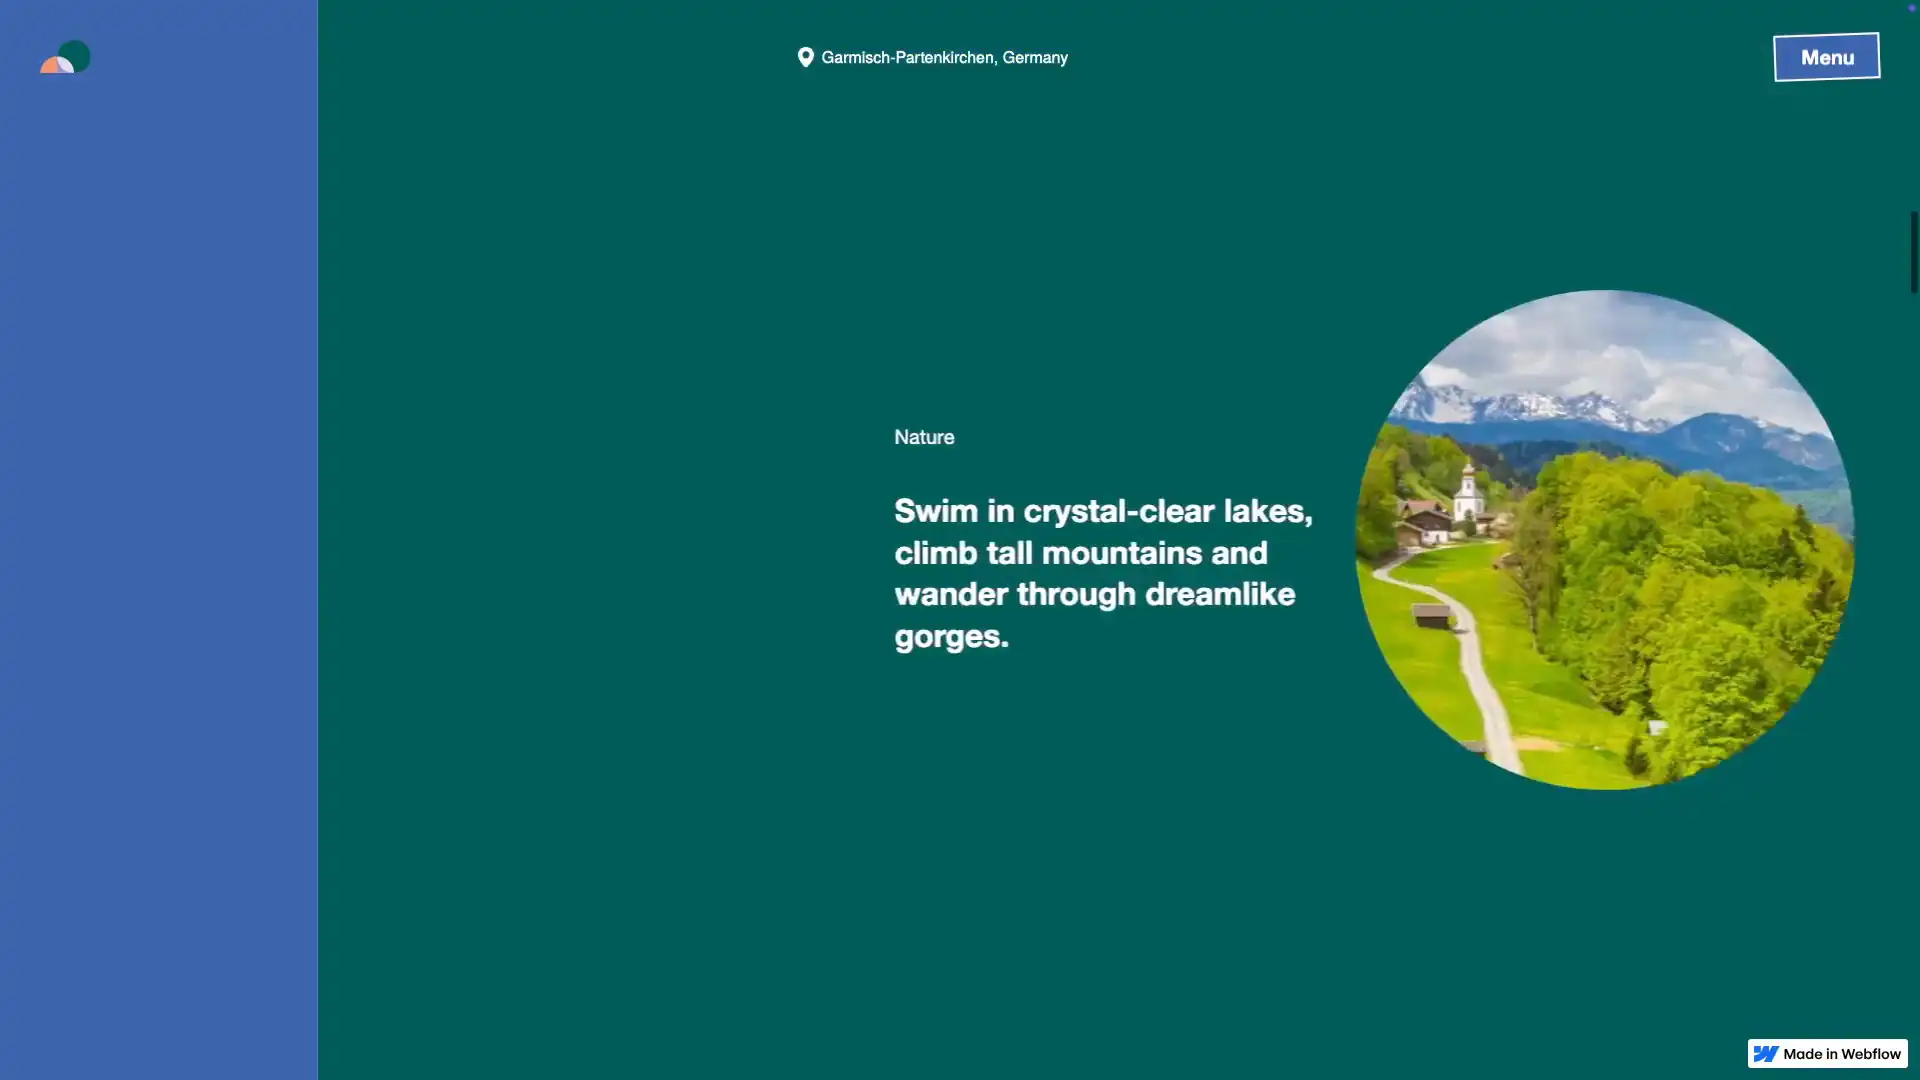 Garmisch-Partenkirchen, Germany
Menu
Nature
Swim in crystal-clear lakes,
climb tall mountains and
wander through dreamlike
gorges.
Made in Webflow